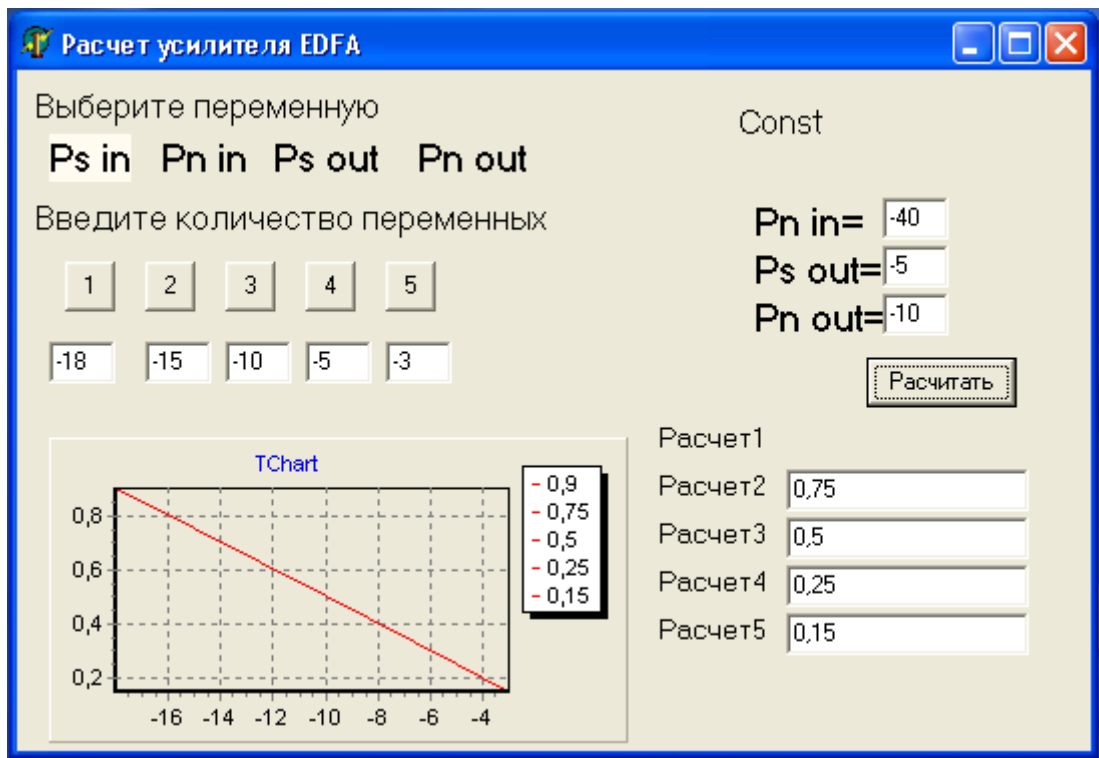 Расчет усилителя EDFA
Выберите переменную
Ps in Pn in Ps out Pn out
Введите количество переменных
1 2 3 4 5
-18 -15 -10 -5 -3
Const
Pn in= -40
Ps out= -5
Pn out= -10
Расчитать
TChart
0,8
0,6
0,4
0,2
-16 -14 -12 -10 -8 -6 -4
0,9
0,75
0,5
0,25
0,15
Расчет1
Расчет2 0,75
Расчет3 0,5
Расчет4 0,25
Расчет5 0,15